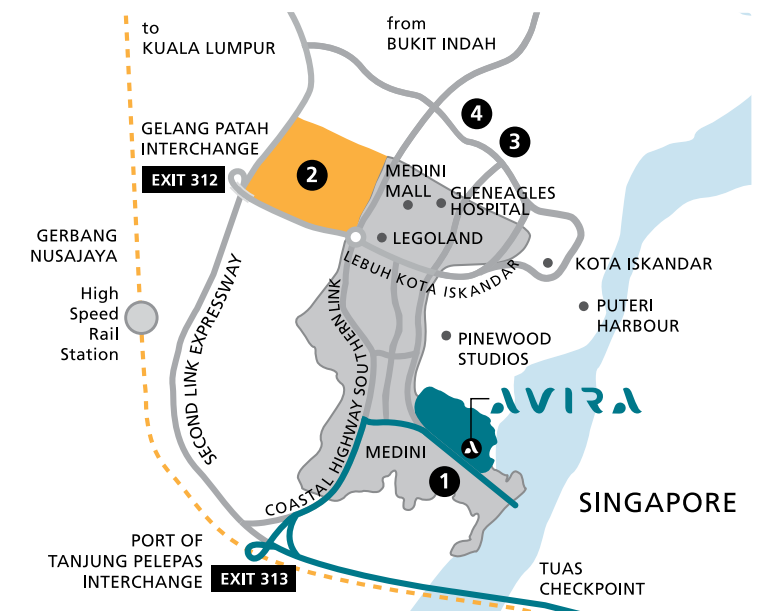 to
KUALA LUMPUR
from
BUKIT INDAH
4
3
GELANG PATAH
INTERCHANGE
EXIT 312
2
MEDINI
MALL
GLENEAGLES
HOSPITAL
LEGOLAND
LEBUH KOTA ISKANDAR
KOTA ISKANDAR
GERBANG
NUSAJAYA
High
Speed
Rail
Station
SECOND LINK EXPRESSWAY
COASTAL HIGHWAY SOUTHERN LINK
PUTERI
HARBOUR
PINEWOOD
STUDIOS
AVIRA
MEDINI
1
SINGAPORE
PORT OF
TANJUNG PELEPAS
INTERCHANGE
EXIT 313
TUAS
CHECKPOINT